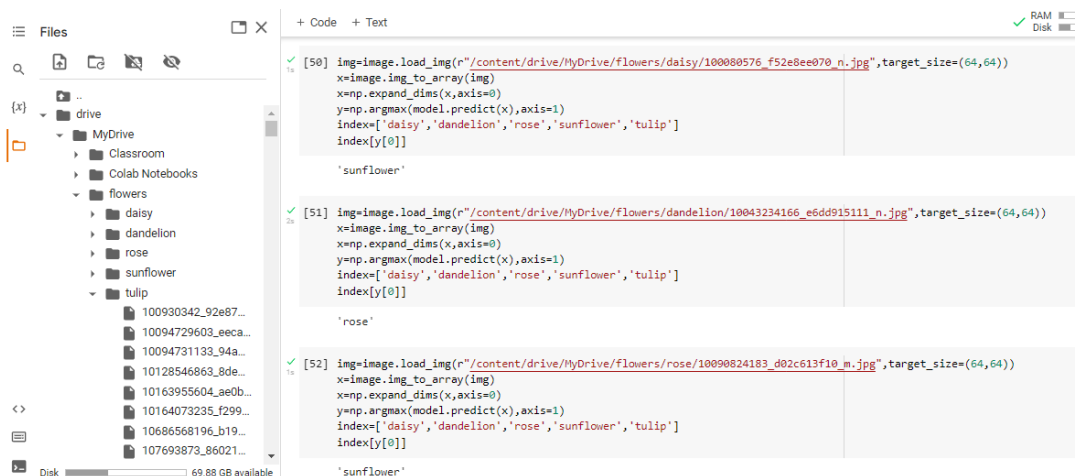 Files
+ Code + Text
RAM
Disk
..
drive
MyDrive
Classroom
Colab Notebooks
flowers
daisy
dandelion
rose
sunflower
tulip
100930342_92e87...
10094729603_eeca...
10094731133_94a...
10128546863_8de...
10163955604_ae0b...
10164073235_f299...
10686568196_b19...
107693873_86021...
Disk 69.88 GB available
{x}
<>
[50] img=image.load_img(r"/content/drive/MyDrive/flowers/daisy/100080576_f52e8ee070_n.jpg",target_size=(64,64))
1s
x=image.img_to_array(img)
x=np.expand_dims(x,axis=0)
y=np.argmax(model.predict(x),axis=1)
index=['daisy','dandelion','rose','sunflower','tulip']
index[y[0]]
'sunflower'
[51] img=image.load_img(r"/content/drive/MyDrive/flowers/dandelion/10043234166_e6dd915111_n.jpg",target_size=(64,64))
2s
x=image.img_to_array(img)
x=np.expand_dims(x,axis=0)
y=np.argmax(model.predict(x),axis=1)
index=['daisy','dandelion','rose','sunflower','tulip']
index[y[0]]
'rose'
[52] img=image.load_img(r"/content/drive/MyDrive/flowers/rose/10090824183_d02c613f10_m.jpg",target_size=(64,64))
1s
x=image.img_to_array(img)
x=np.expand_dims(x,axis=0)
y=np.argmax(model.predict(x),axis=1)
index=['daisy','dandelion','rose','sunflower','tulip']
index[y[0]]
'sunflower'